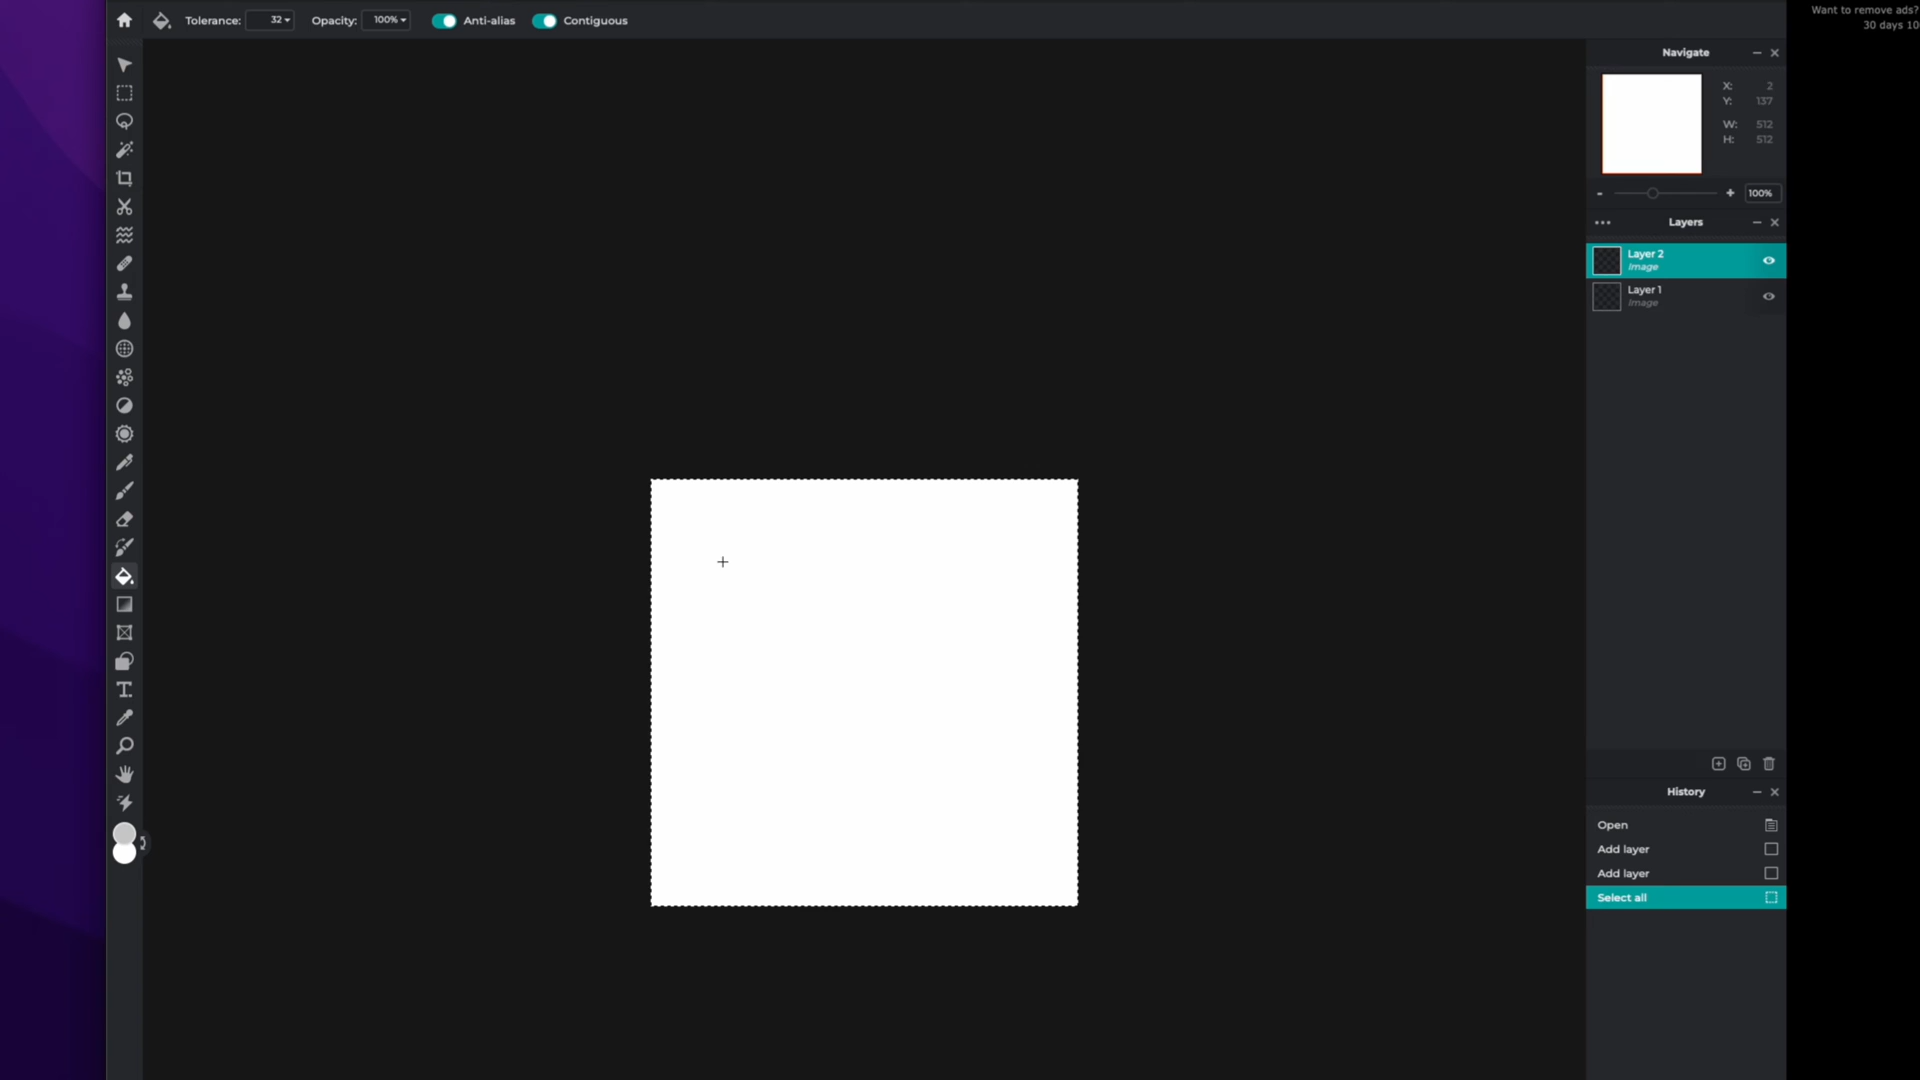 Tolerance: 32 Opacity: 100% Anti-alias Contiguous
Want to remove ads?
30 days 10
Navigate
X: 2
Y: 137
W: 512
H: 512
- + 100%
Layers
Layer 2
Image
Layer 1
Image
History
Open
Add layer
Add layer
Select all
T